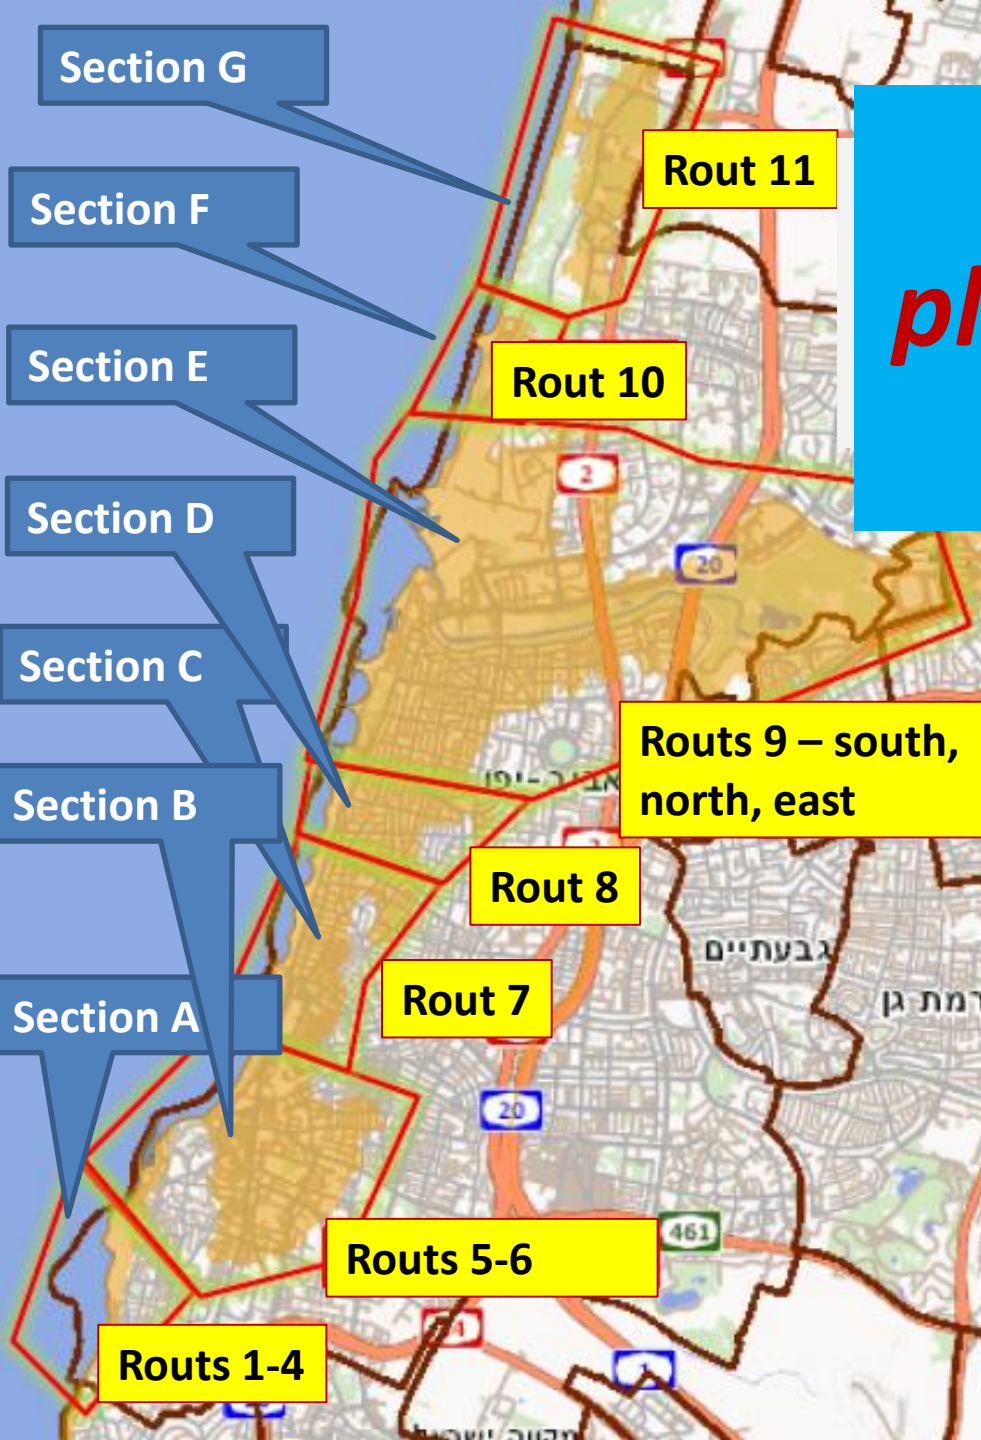 Section G
Rout 11
Section F
pl
Section E
Rout 10
2
Section D
20
Section C
Routs 9 – south,
north, east
Section B
Rout 8
גבעתיים
Rout 7
רמת גן
Section A
20
461
Routs 5-6
Routs 1-4